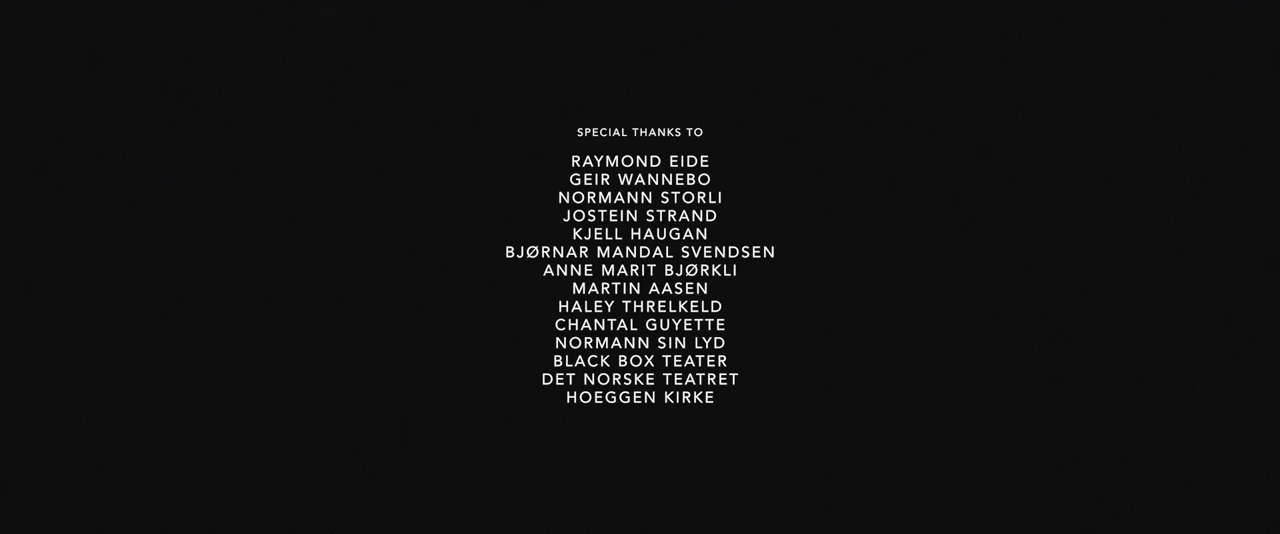 SPECIAL THANKS TO
RAYMOND EIDE
GEIR WANNEBO
NORMANN STORLI
JOSTEIN STRAND
KJELL HAUGAN
BJØRNAR MANDAL SVENDSEN
ANNE MARIT BJØRKLI
MARTIN AASEN
HALEY THRELKELD
CHANTAL GUYETTE
NORMANN SIN LYD
BLACK BOX TEATER
DET NORSKE TEATRET
HOEGGEN KIRKE